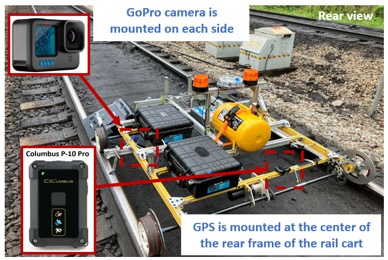 GoPro camera is
mounted on each side
Rear view
Columbus P-10 Pro
COLUMBUS
GPS is mounted at the center of
the rear frame of the rail cart